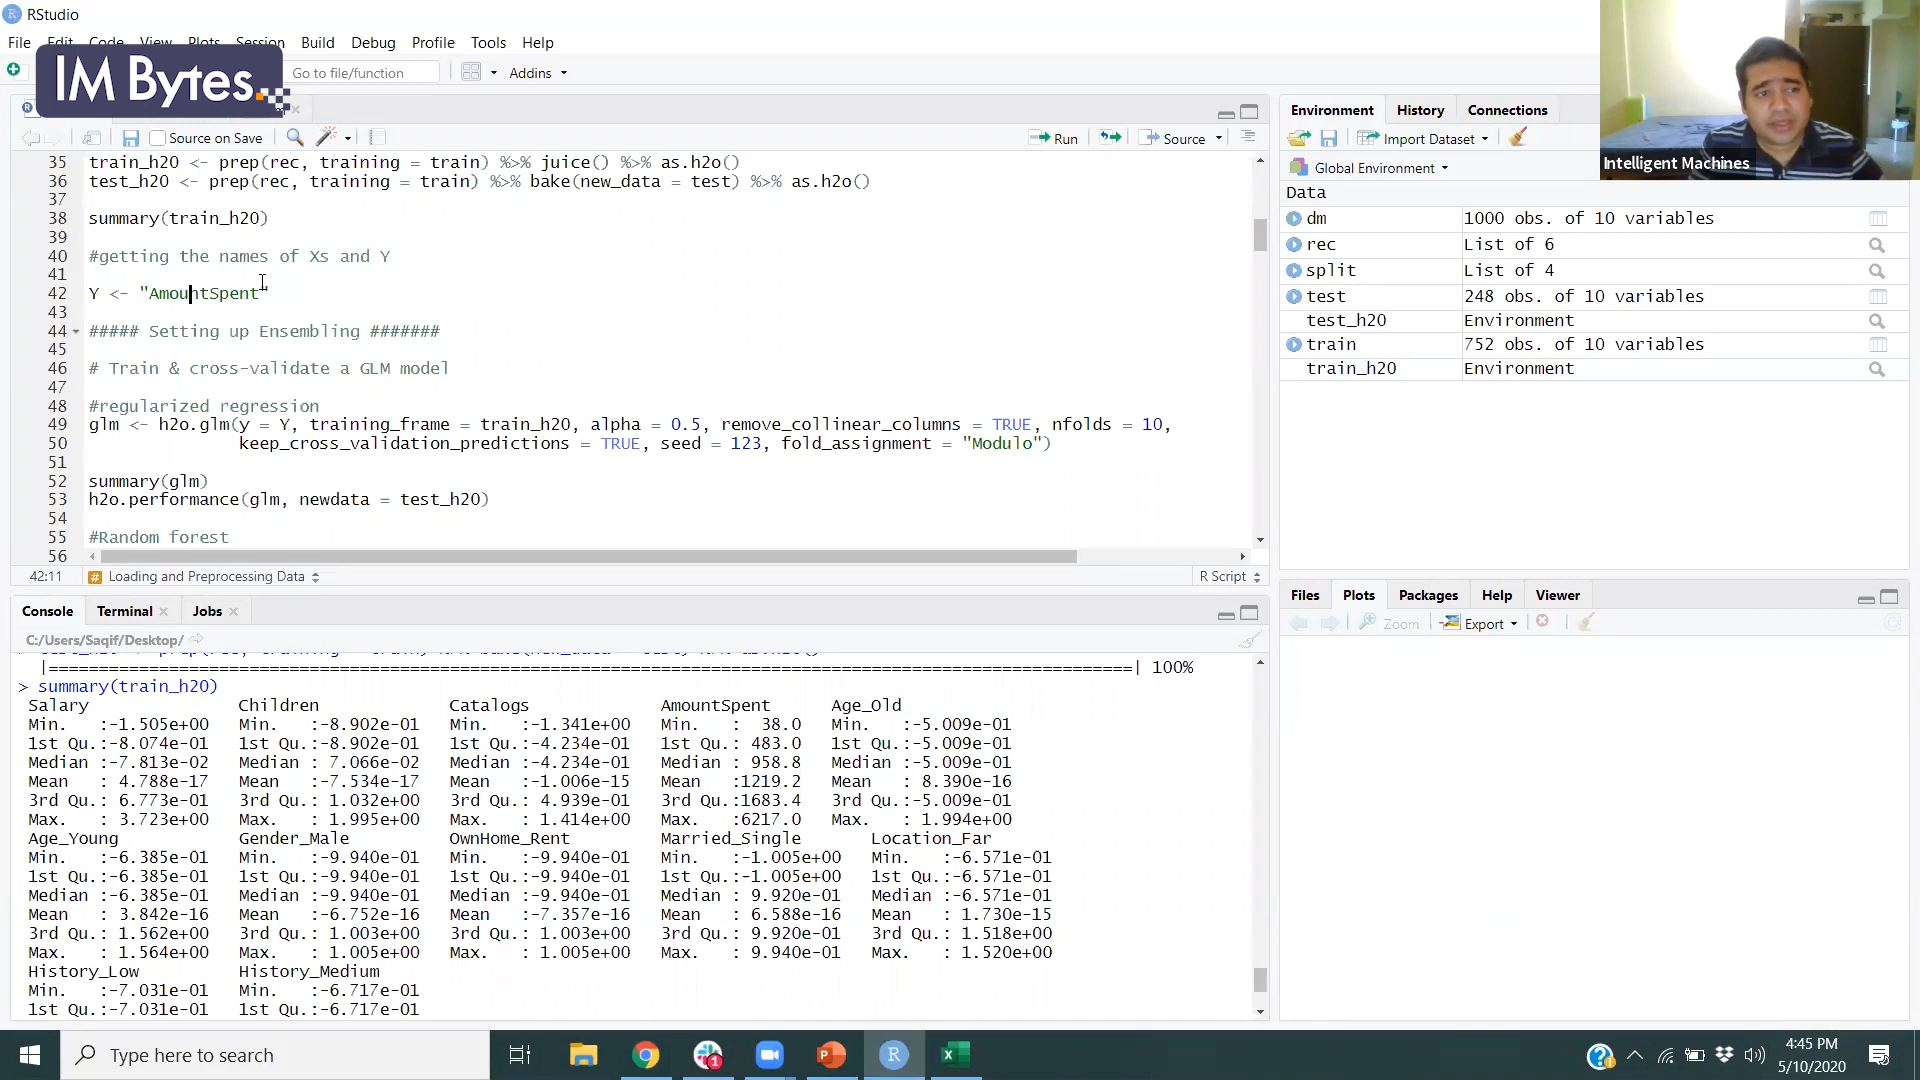 RStudio
File Edit Code View Plots Session Build Debug Profile Tools Help
IM Bytes.
Go to file/function
Addins
Source on Save
Run
Source
35 train_h2O <- prep(rec, training = train) %>% juice() %>% as.h2o()
36 test_h2O <- prep(rec, training = train) %>% bake(new_data = test) %>% as.h2o()
37
38 summary(train_h2O)
39
40 #getting the names of Xs and Y
41
42 Y <- "AmountSpent"
43
44 ##### Setting up Ensembling #######
45
46 # Train & cross-validate a GLM model
47
48 #regularized regression
49 glm <- h2o.glm(y = Y, training_frame = train_h2O, alpha = 0.5, remove_collinear_columns = TRUE, nfolds = 10,
50 keep_cross_validation_predictions = TRUE, seed = 123, fold_assignment = "Modulo")
51
52 summary(glm)
53 h2o.performance(glm, newdata = test_h2O)
54
55 #Random forest
56
42:11 # Loading and Preprocessing Data R Script
Console Terminal Jobs
C:/Users/Saqif/Desktop/
|=====================================================================================| 100%
> summary(train_h2O)
Salary Children Catalogs AmountSpent Age_Old
Min. :-1.505e+00 Min. :-8.902e-01 Min. :-1.341e+00 Min. : 38.0 Min. :-5.009e-01
1st Qu.:-8.074e-01 1st Qu.:-8.902e-01 1st Qu.:-4.234e-01 1st Qu.: 483.0 1st Qu.:-5.009e-01
Median :-7.813e-02 Median : 7.066e-02 Median :-4.234e-01 Median : 958.8 Median :-5.009e-01
Mean : 4.788e-17 Mean :-7.534e-17 Mean :-1.006e-15 Mean :1219.2 Mean : 8.390e-16
3rd Qu.: 6.773e-01 3rd Qu.: 1.032e+00 3rd Qu.: 4.939e-01 3rd Qu.:1683.4 3rd Qu.:-5.009e-01
Max. : 3.723e+00 Max. : 1.995e+00 Max. : 1.414e+00 Max. :6217.0 Max. : 1.994e+00
Age_Young Gender_Male OwnHome_Rent Married_Single Location_Far
Min. :-6.385e-01 Min. :-9.940e-01 Min. :-9.940e-01 Min. :-1.005e+00 Min. :-6.571e-01
1st Qu.:-6.385e-01 1st Qu.:-9.940e-01 1st Qu.:-9.940e-01 1st Qu.:-1.005e+00 1st Qu.:-6.571e-01
Median :-6.385e-01 Median :-9.940e-01 Median :-9.940e-01 Median : 9.920e-01 Median :-6.571e-01
Mean : 3.842e-16 Mean :-6.752e-16 Mean :-7.357e-16 Mean : 6.588e-16 Mean : 1.730e-15
3rd Qu.: 1.562e+00 3rd Qu.: 1.003e+00 3rd Qu.: 1.003e+00 3rd Qu.: 9.920e-01 3rd Qu.: 1.518e+00
Max. : 1.564e+00 Max. : 1.005e+00 Max. : 1.005e+00 Max. : 9.940e-01 Max. : 1.520e+00
History_Low History_Medium
Min. :-7.031e-01 Min. :-6.717e-01
1st Qu.:-7.031e-01 1st Qu.:-6.717e-01
Environment History Connections
Import Dataset
Global Environment
Data
dm 1000 obs. of 10 variables
rec List of 6
split List of 4
test 248 obs. of 10 variables
test_h2O Environment
train 752 obs. of 10 variables
train_h2O Environment
Files Plots Packages Help Viewer
Zoom Export
Intelligent Machines
Type here to search
4:45 PM
5/10/2020